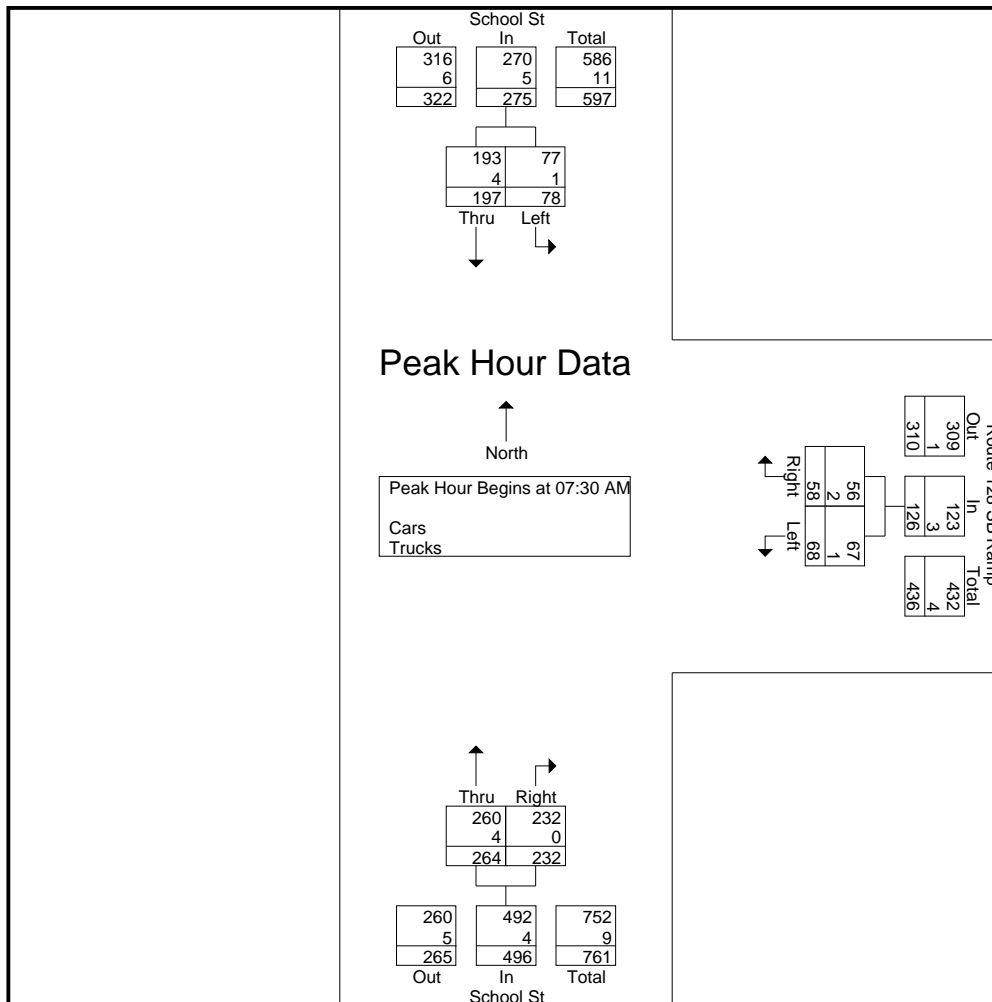 School St
Out In Total
316 270 586
6 5 11
322 275 597
193 77
4 1
197 78
Thru Left
Peak Hour Data
North
Peak Hour Begins at 07:30 AM
Cars
Trucks
Out In Total
309 123 432
1 3 4
310 126 436
56 67
2 1
58 68
Right Left
Thru Right
260 232
4 0
264 232
260 492 752
5 4 9
265 496 761
Out In Total
School St